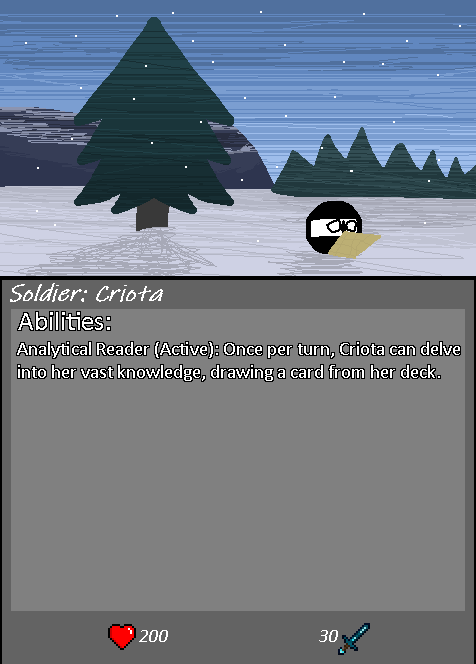 Soldier: Criota
Abilities:
Analytical Reader (Active): Once per turn, Criota can delve
into her vast knowledge, drawing a card from her deck.
200
30